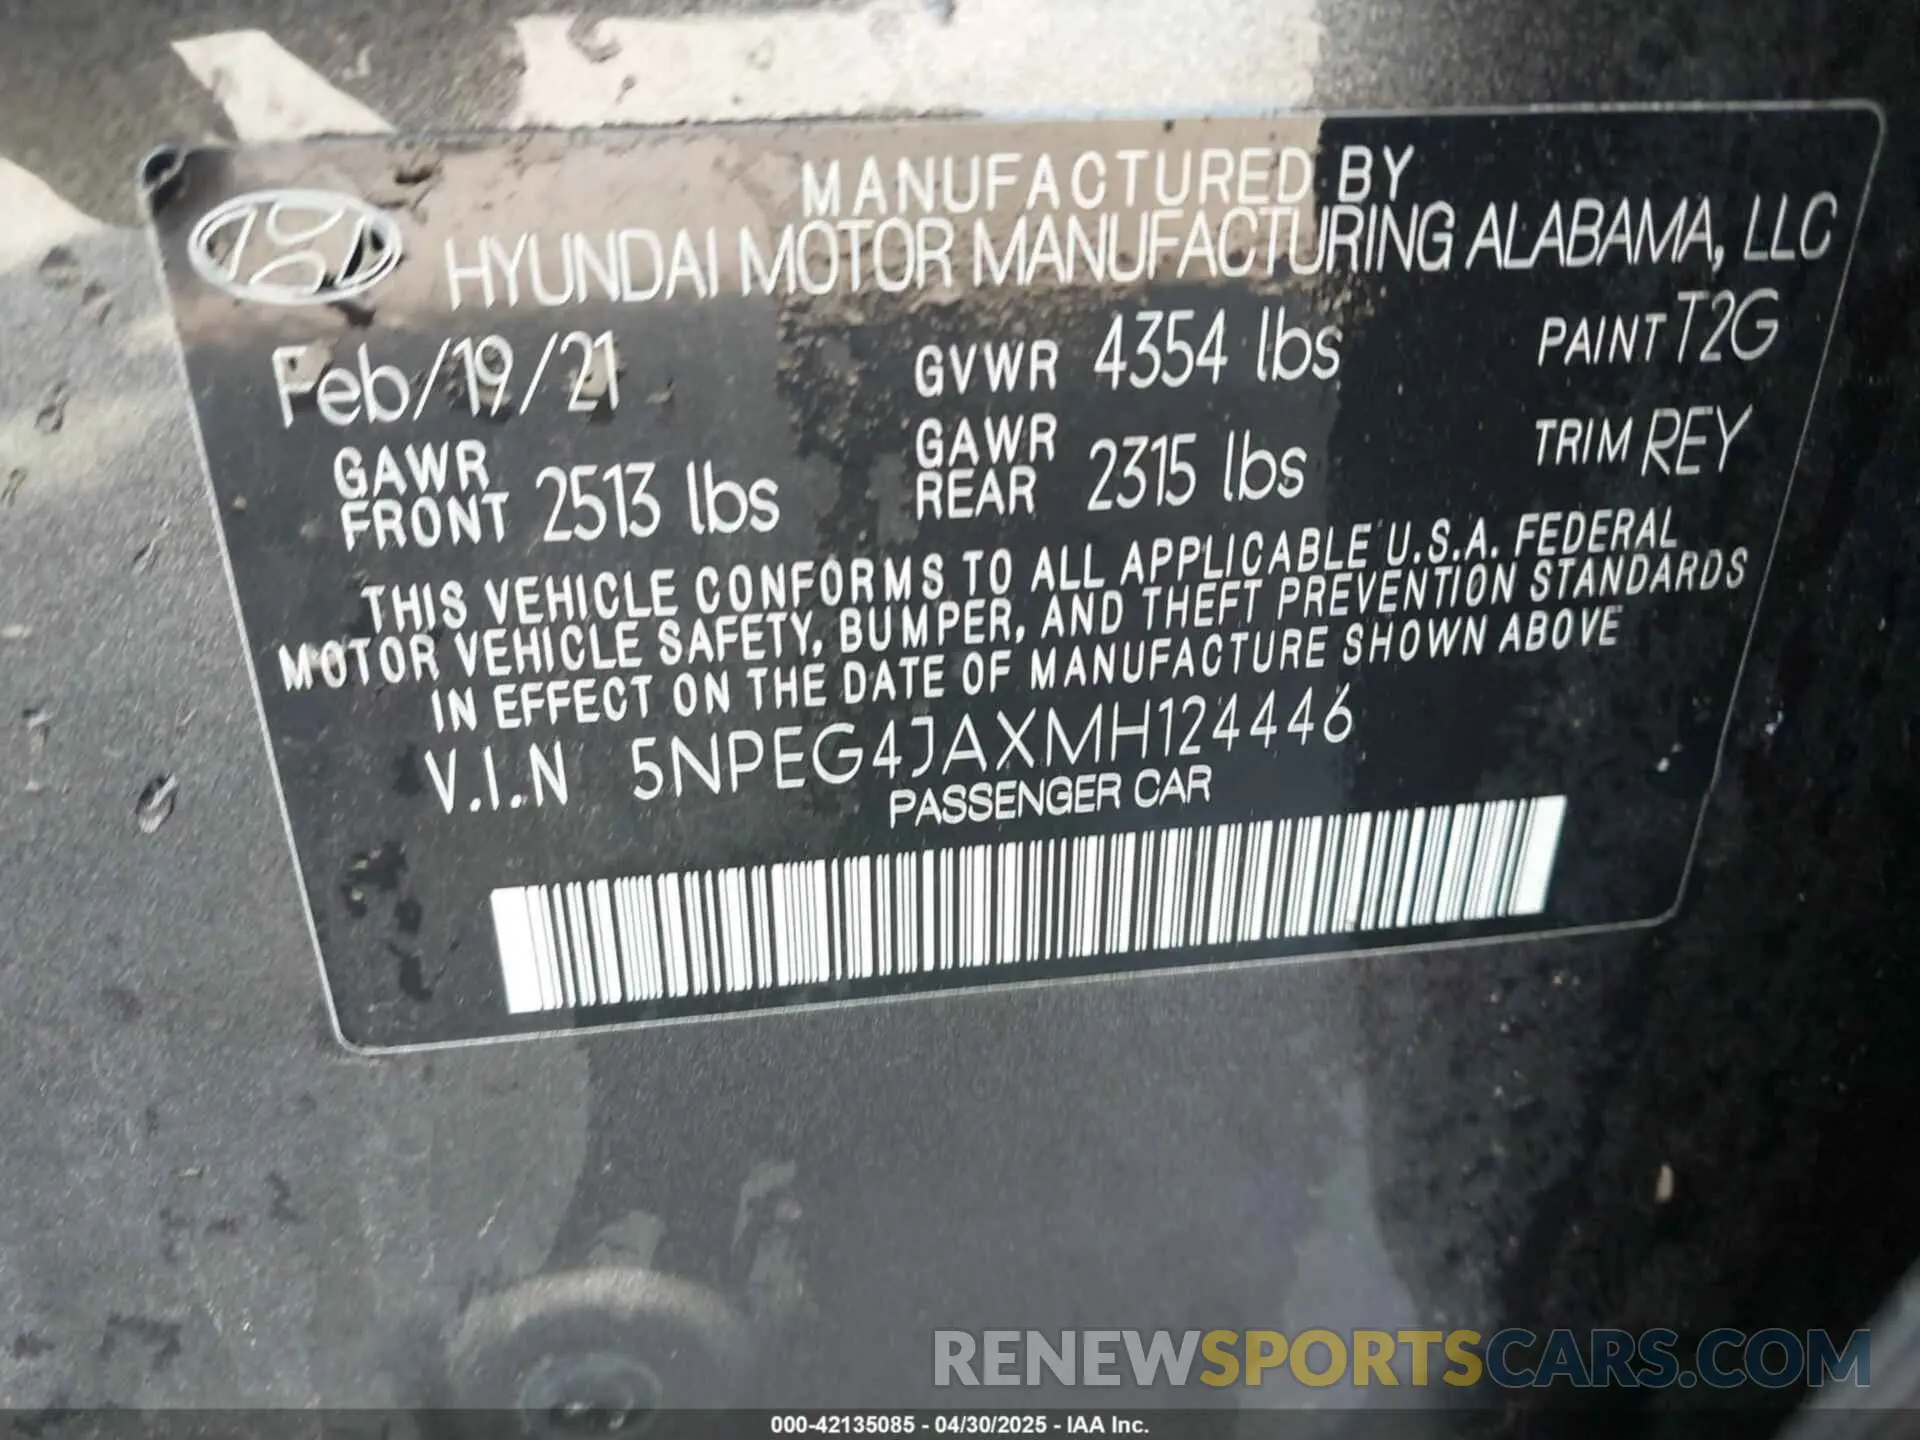 MANUFACTURED BY
HYUNDAI MOTOR MANUFACTURING ALABAMA, LLC
Feb/19/21 GVWR 4354 lbs PAINT T2G
GAWR FRONT 2513 lbs GAWR REAR 2315 lbs TRIM REY
THIS VEHICLE CONFORMS TO ALL APPLICABLE U.S.A. FEDERAL
MOTOR VEHICLE SAFETY, BUMPER, AND THEFT PREVENTION STANDARDS
IN EFFECT ON THE DATE OF MANUFACTURE SHOWN ABOVE
V.I.N 5NPEG4JAXMH124446
PASSENGER CAR
RENEWSPORTSCARS.COM
000-42135085 - 04/30/2025 - IAA Inc.